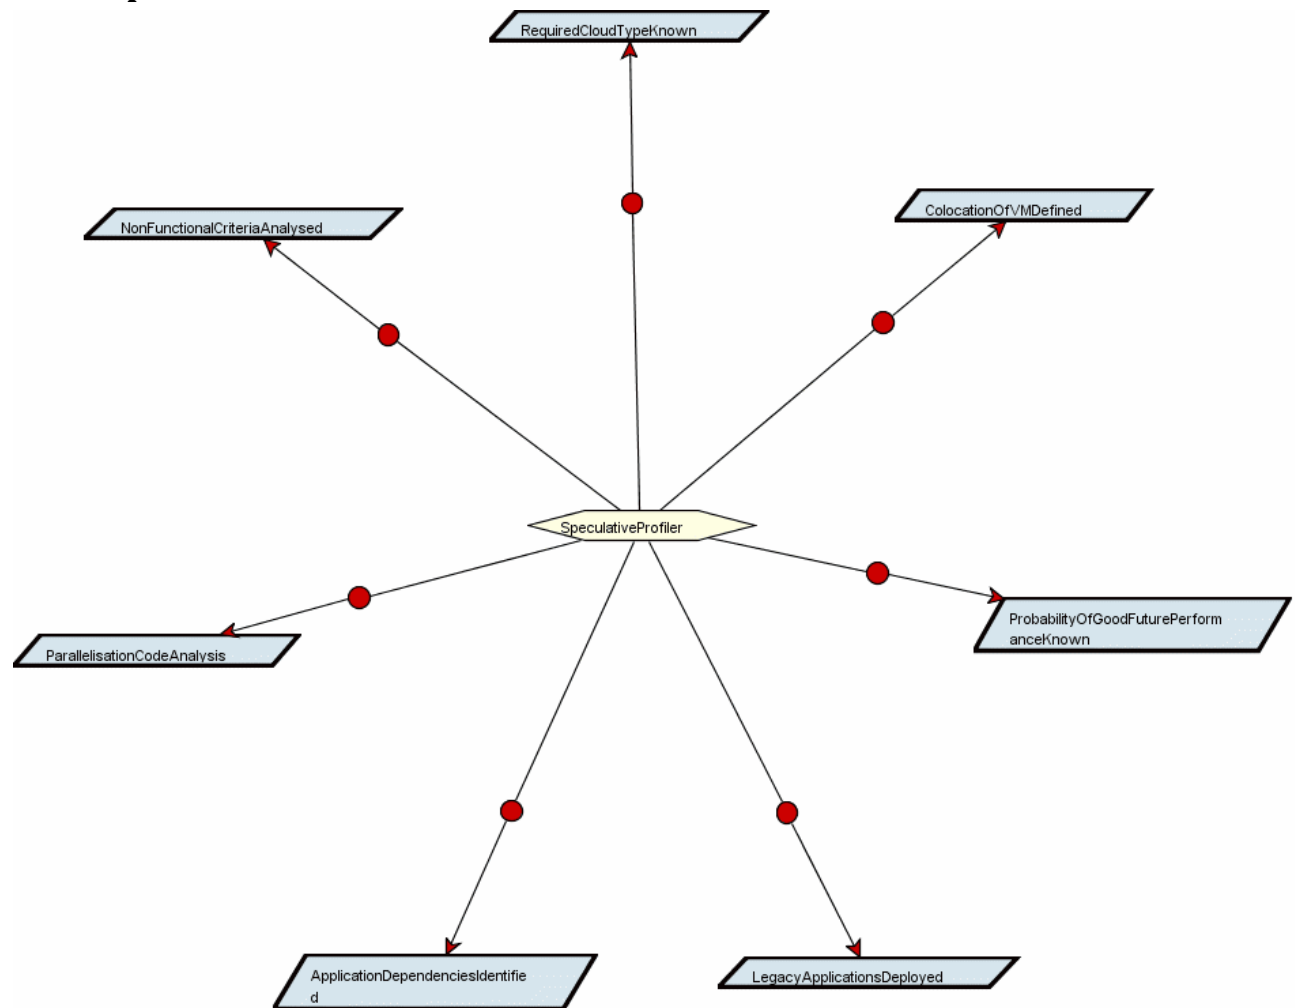 RequiredCloudTypeKnown
NonFunctionalCriteriaAnalysed
ColocationOfVMDefined
SpeculativeProfiler
ProbabilityOfGoodFuturePerform
anceKnown
ParallelisationCodeAnalysis
ApplicationDependenciesIdentifie
d
LegacyApplicationsDeployed